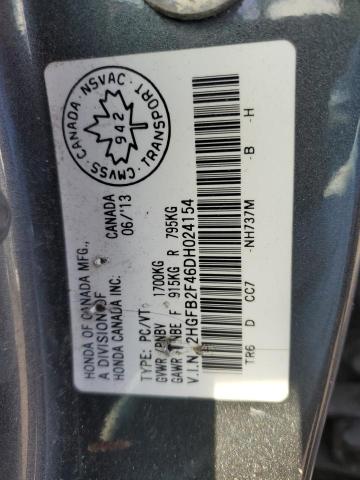 HONDA OF CANADA MFG.,
A DIVISION OF
HONDA CANADA INC.
CANADA
06/'13
CMVSS·CANADA·NSVAC·TRANSPORT
942
TYPE: PC/VT
GVWR/PNBV 1700KG
GAWR/PNBE F 915KG R 795KG
V.I.N.: 2HGFB2F46DH024154
TR6 D CC7 -NH737M -B -H